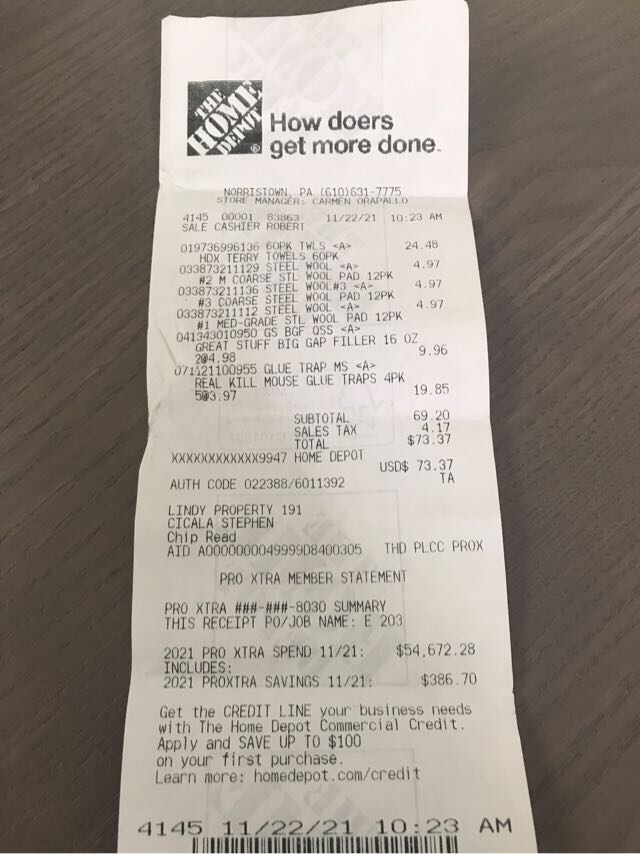 THE
HOME
DEPOT
®
How doers
get more done.
NORRISTOWN, PA (610)631-7775
STORE MANAGER: CARMEN ORAPALLO
4145 00001 83863 11/22/21 10:23 AM
SALE CASHIER ROBERT
019736996136 60PK TWLS <A> 24.48
HDX TERRY TOWELS 60PK
033873211129 STEEL WOOL <A> 4.97
#2 M COARSE STL WOOL PAD 12PK
033873211136 STEEL WOOL#3 <A> 4.97
#3 COARSE STEEL WOOL PAD 12PK
033873211112 STEEL WOOL <A> 4.97
#1 MED-GRADE STL WOOL PAD 12PK
041343010950 GS BGF QSS <A>
GREAT STUFF BIG GAP FILLER 16 OZ
2@4.98 9.96
071121100955 GLUE TRAP MS <A>
REAL KILL MOUSE GLUE TRAPS 4PK
5@3.97 19.85
SUBTOTAL 69.20
SALES TAX 4.17
TOTAL $73.37
XXXXXXXXXXXX9947 HOME DEPOT
USD$ 73.37
AUTH CODE 022388/6011392 TA
LINDY PROPERTY 191
CICALA STEPHEN
Chip Read
AID A0000000049999D8400305 THD PLCC PROX
PRO XTRA MEMBER STATEMENT
PRO XTRA ###-###-8030 SUMMARY
THIS RECEIPT PO/JOB NAME: E 203
2021 PRO XTRA SPEND 11/21: $54,672.28
INCLUDES:
2021 PROXTRA SAVINGS 11/21: $386.70
Get the CREDIT LINE your business needs
with The Home Depot Commercial Credit.
Apply and SAVE UP TO $100
on your first purchase.
Learn more: homedepot.com/credit
4145 11/22/21 10:23 AM